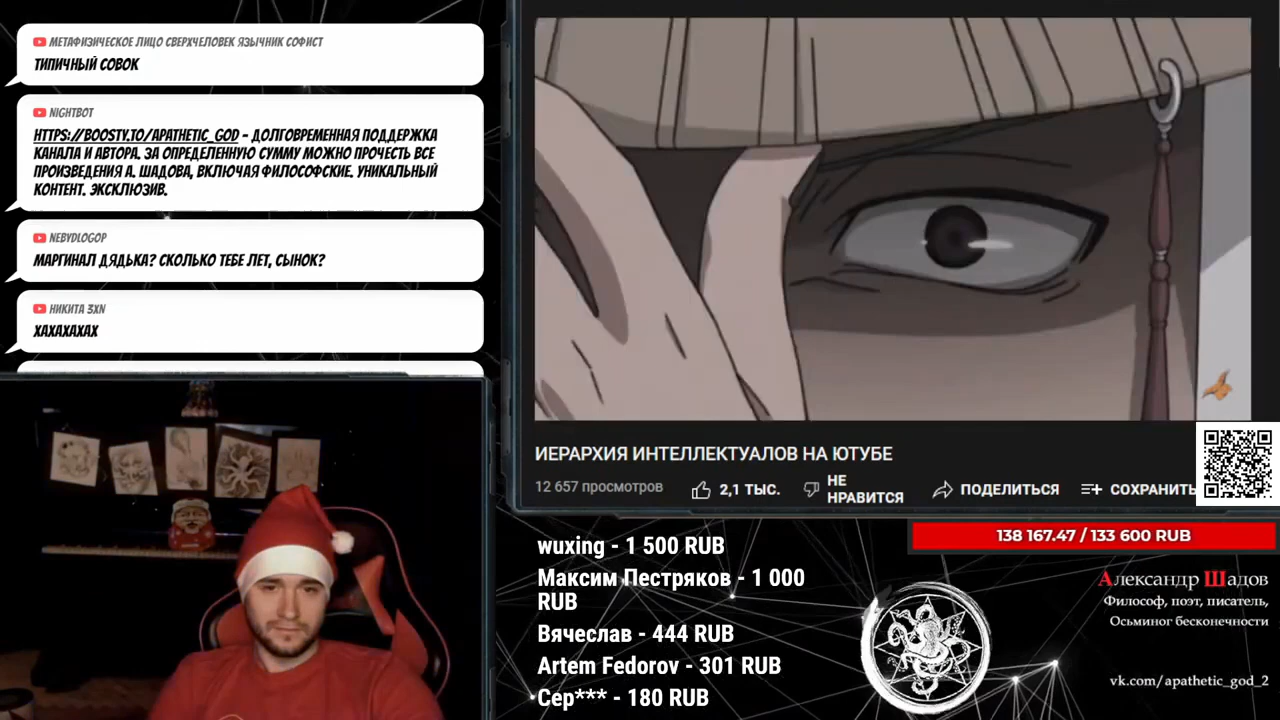 МЕТАФИЗИЧЕСКОЕ ЛИЦО СВЕРХЧЕЛОВЕК ЯЗЫЧНИК СОФИСТ
ТИПИЧНЫЙ СОВОК
NIGHTBOT
HTTPS://BOOSTY.TO/APATHETIC_GOD - ДОЛГОВРЕМЕННАЯ ПОДДЕРЖКА
КАНАЛА И АВТОРА. ЗА ОПРЕДЕЛЕННУЮ СУММУ МОЖНО ПРОЧЕСТЬ ВСЕ
ПРОИЗВЕДЕНИЯ А. ШАДОВА, ВКЛЮЧАЯ ФИЛОСОФСКИЕ. УНИКАЛЬНЫЙ
КОНТЕНТ. ЭКСКЛЮЗИВ.
NEBYDLOGOP
МАРГИНАЛ ДЯДЬКА? СКОЛЬКО ТЕБЕ ЛЕТ, СЫНОК?
НИКИТА ЗХN
ХАХАХАХАХ
ИЕРАРХИЯ ИНТЕЛЛЕКТУАЛОВ НА ЮТУБЕ
12 657 просмотров
2,1 ТЫС.
НЕ
НРАВИТСЯ
ПОДЕЛИТЬСЯ
СОХРАНИТЬ
138 167.47 / 133 600 RUB
wuxing - 1 500 RUB
Максим Пестряков - 1 000
RUB
Вячеслав - 444 RUB
Artem Fedorov - 301 RUB
Сер*** - 180 RUB
Александр Шадов
Философ, поэт, писатель,
Осьминог бесконечности
vk.com/apathetic_god_2